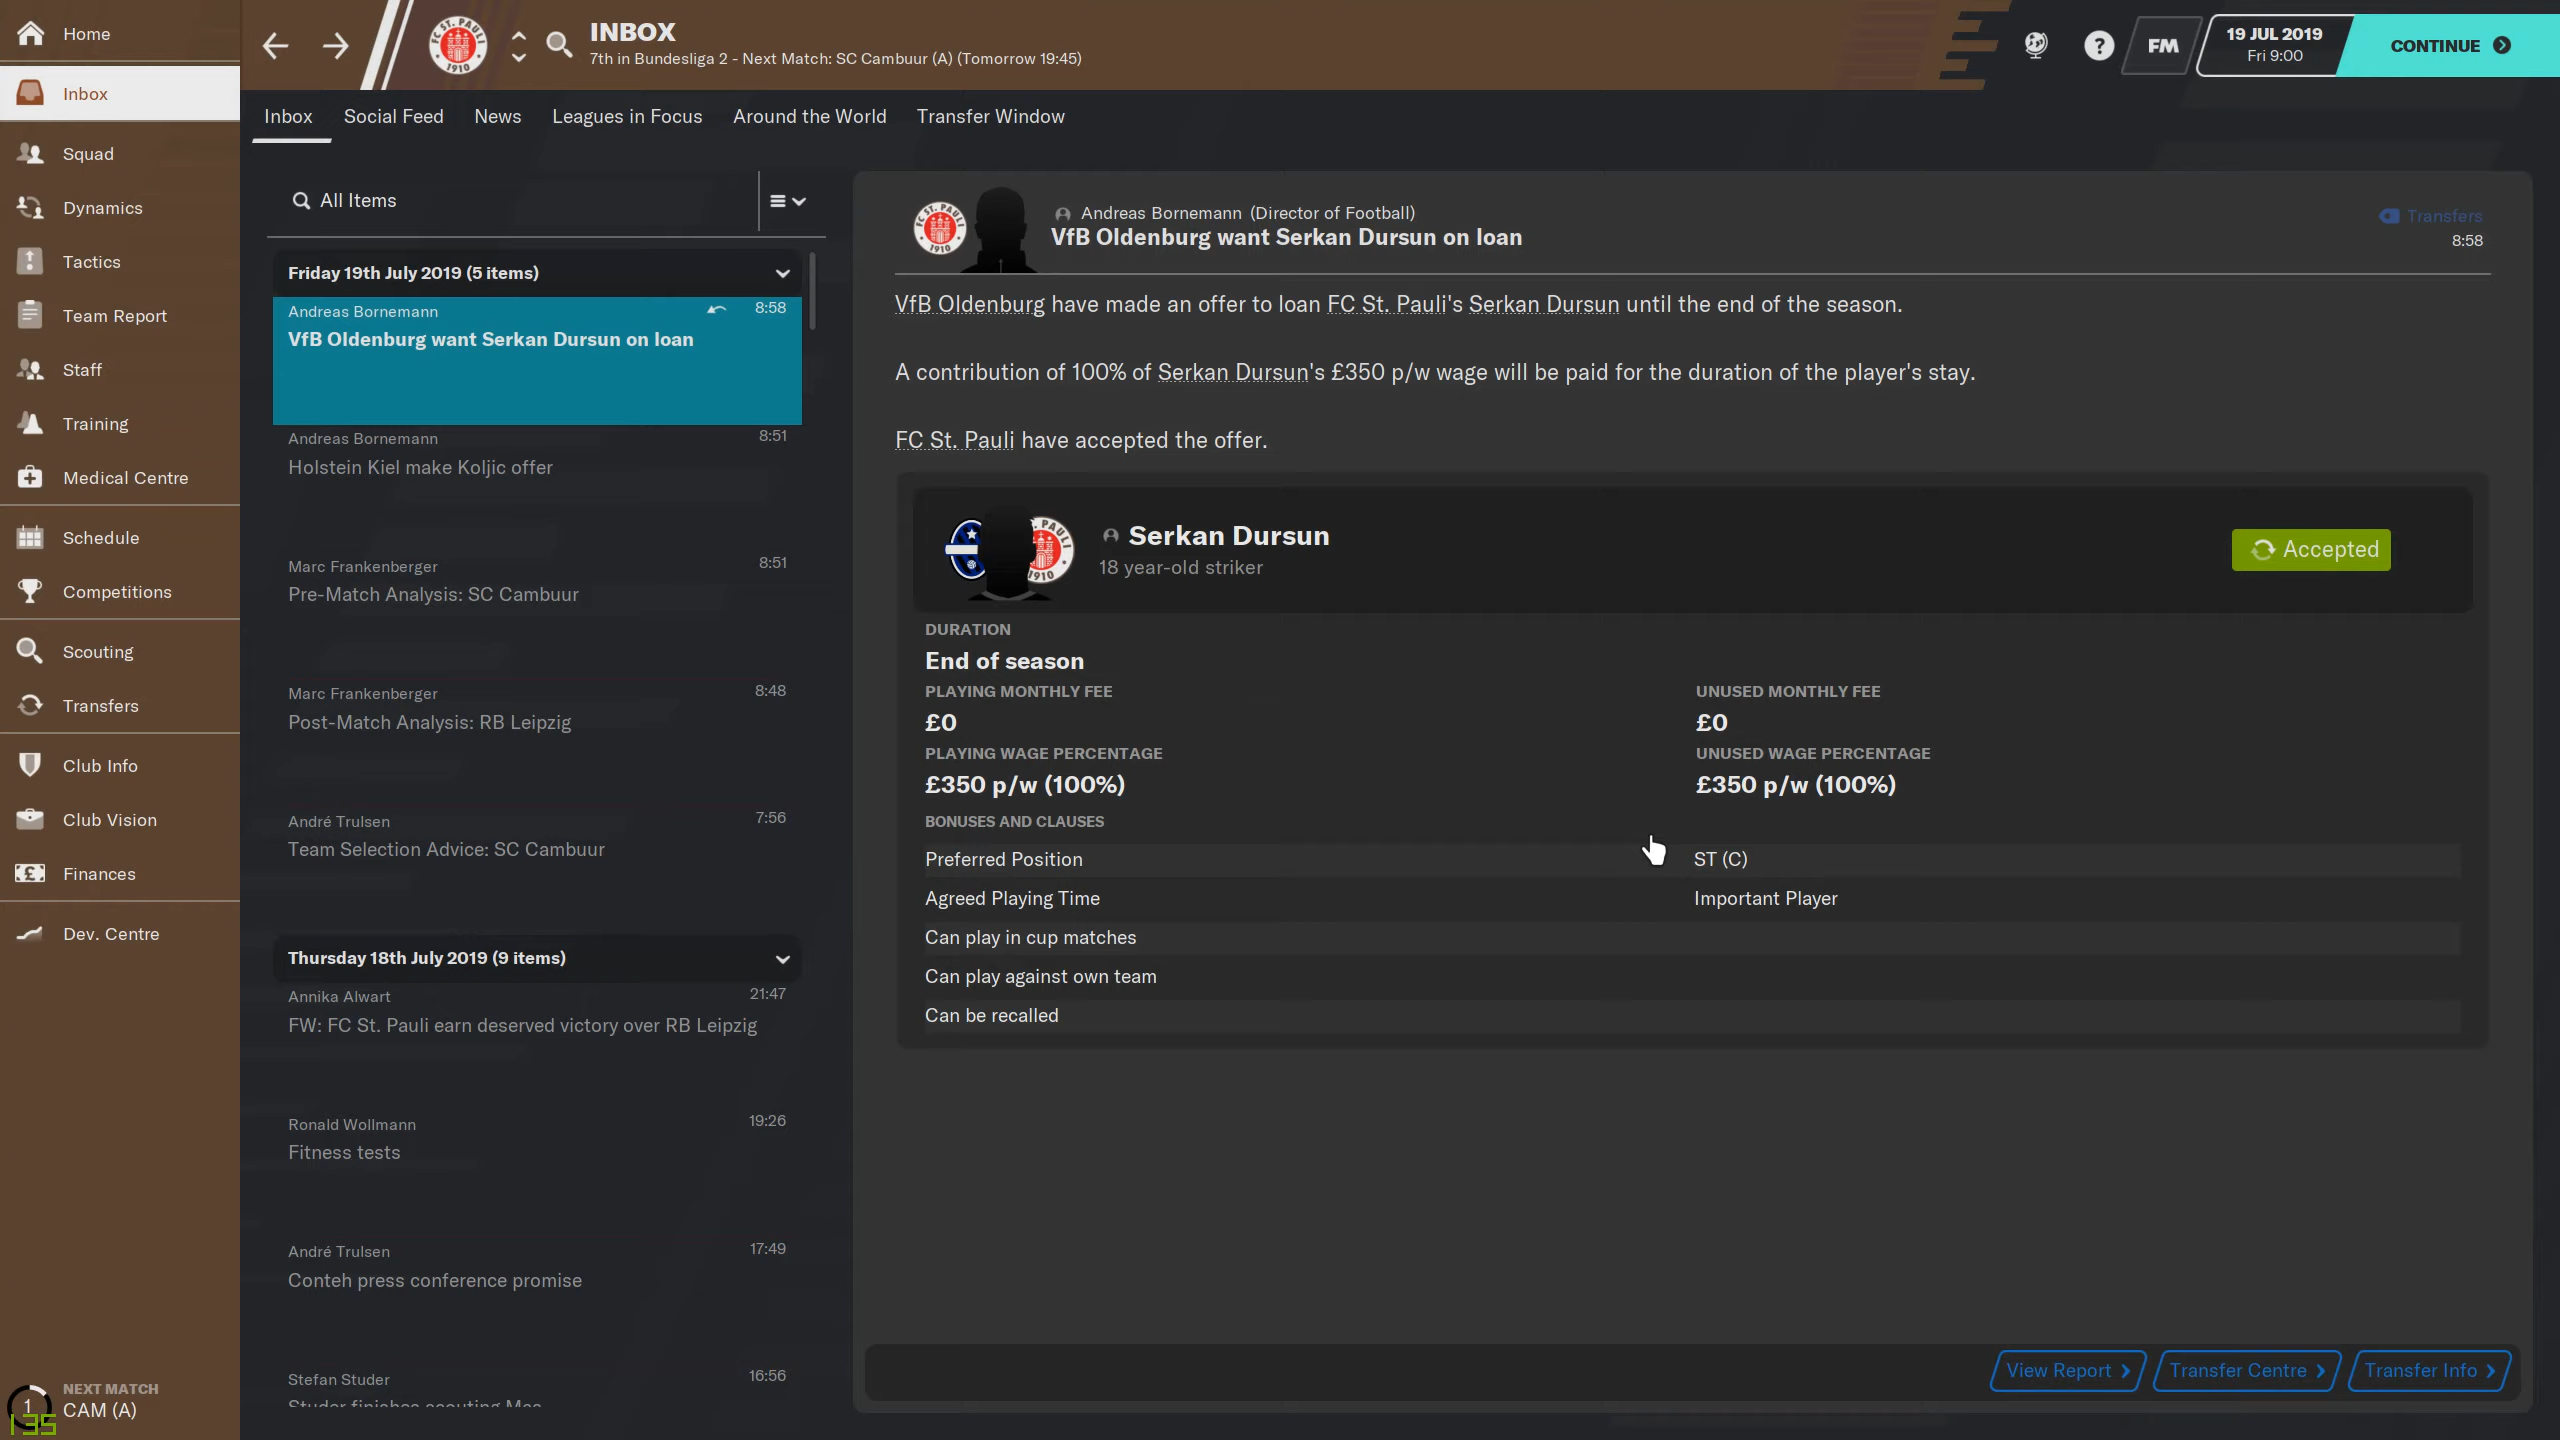 Home
Inbox
Squad
Dynamics
Tactics
Team Report
Staff
Training
Medical Centre
Schedule
Competitions
Scouting
Transfers
Club Info
Club Vision
Finances
Dev. Centre
NEXT MATCH
CAM (A)
1
135
INBOX
7th in Bundesliga 2 - Next Match: SC Cambuur (A) (Tomorrow 19:45)
FM
19 JUL 2019
Fri 9:00
CONTINUE
Inbox Social Feed News Leagues in Focus Around the World Transfer Window
All Items
Friday 19th July 2019 (5 items)
Andreas Bornemann 8:58
VfB Oldenburg want Serkan Dursun on loan
Andreas Bornemann 8:51
Holstein Kiel make Koljic offer
Marc Frankenberger 8:51
Pre-Match Analysis: SC Cambuur
Marc Frankenberger 8:48
Post-Match Analysis: RB Leipzig
André Trulsen 7:56
Team Selection Advice: SC Cambuur
Thursday 18th July 2019 (9 items)
Annika Alwart 21:47
FW: FC St. Pauli earn deserved victory over RB Leipzig
Ronald Wollmann 19:26
Fitness tests
André Trulsen 17:49
Conteh press conference promise
Stefan Studer 16:56
Studer finishes scouting
Andreas Bornemann (Director of Football)
VfB Oldenburg want Serkan Dursun on loan
Transfers
8:58
VfB Oldenburg have made an offer to loan FC St. Pauli's Serkan Dursun until the end of the season.
A contribution of 100% of Serkan Dursun's £350 p/w wage will be paid for the duration of the player's stay.
FC St. Pauli have accepted the offer.
Serkan Dursun
18 year-old striker
Accepted
DURATION
End of season
PLAYING MONTHLY FEE UNUSED MONTHLY FEE
£0 £0
PLAYING WAGE PERCENTAGE UNUSED WAGE PERCENTAGE
£350 p/w (100%) £350 p/w (100%)
BONUSES AND CLAUSES
Preferred Position ST (C)
Agreed Playing Time Important Player
Can play in cup matches
Can play against own team
Can be recalled
View Report Transfer Centre Transfer Info